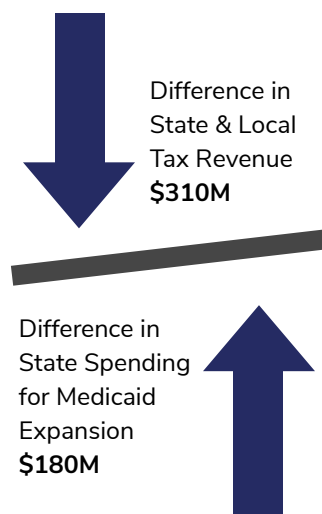 Difference in
State & Local
Tax Revenue
$310M
Difference in
State Spending
for Medicaid
Expansion
$180M